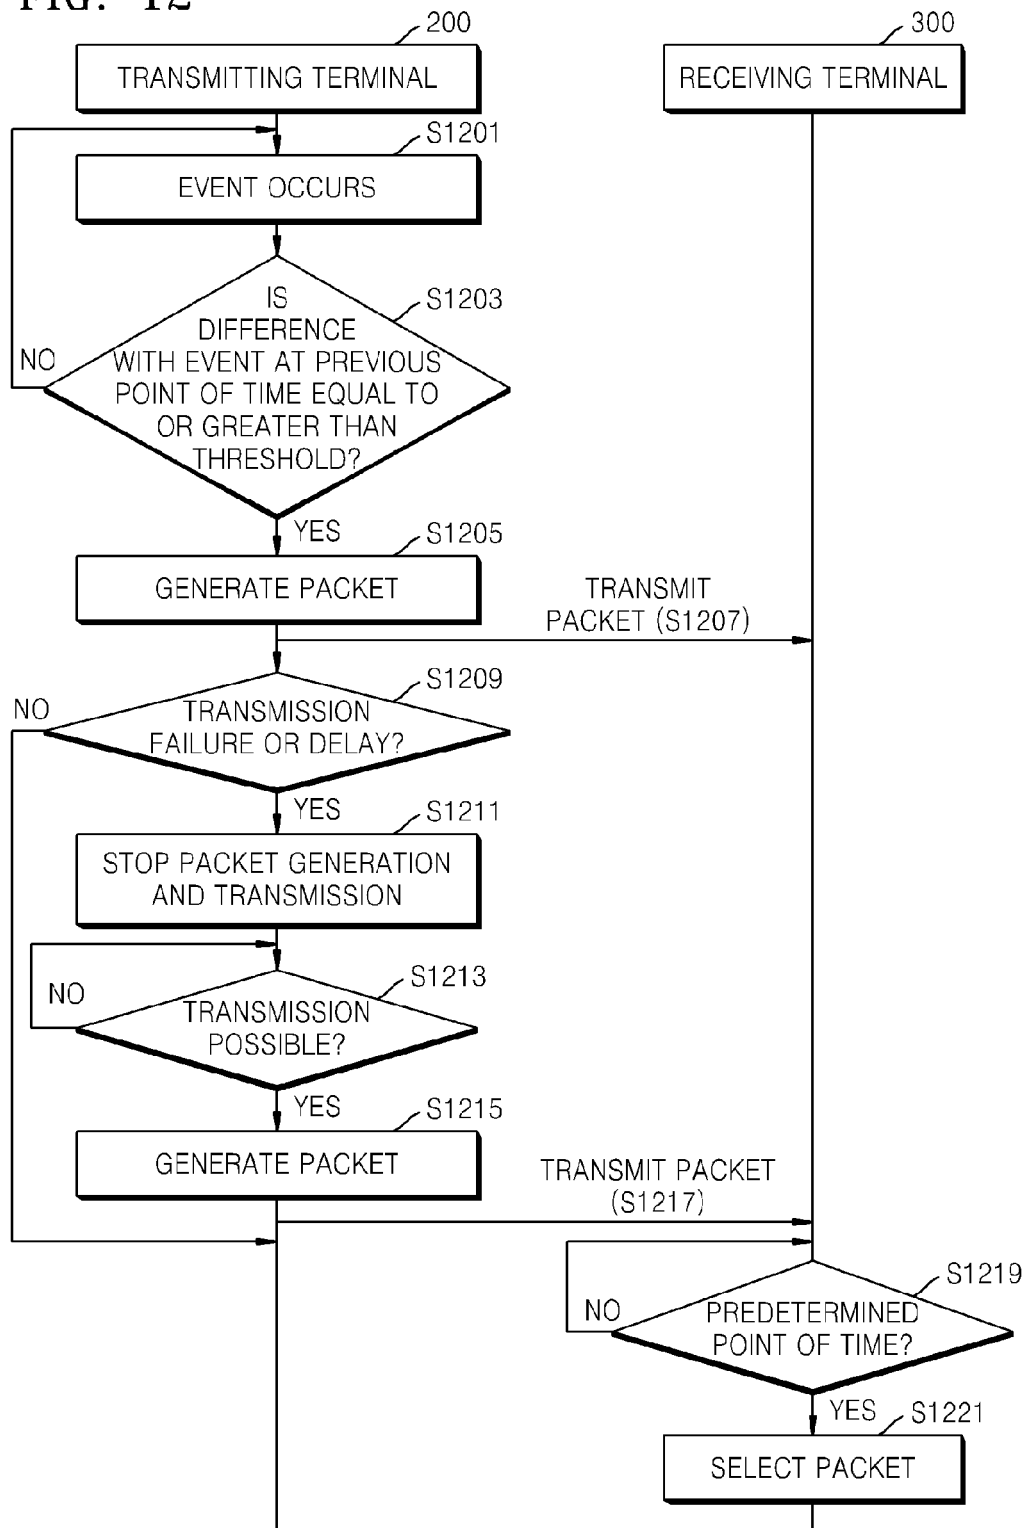 FIG. 12
200
300
TRANSMITTING TERMINAL
RECEIVING TERMINAL
S1201
EVENT OCCURS
S1203
IS
DIFFERENCE
WITH EVENT AT PREVIOUS
POINT OF TIME EQUAL TO
OR GREATER THAN
THRESHOLD?
NO
YES
S1205
GENERATE PACKET
TRANSMIT
PACKET (S1207)
S1209
NO
TRANSMISSION
FAILURE OR DELAY?
YES
S1211
STOP PACKET GENERATION
AND TRANSMISSION
S1213
NO
TRANSMISSION
POSSIBLE?
YES
S1215
GENERATE PACKET
TRANSMIT PACKET
(S1217)
S1219
NO
PREDETERMINED
POINT OF TIME?
YES
S1221
SELECT PACKET